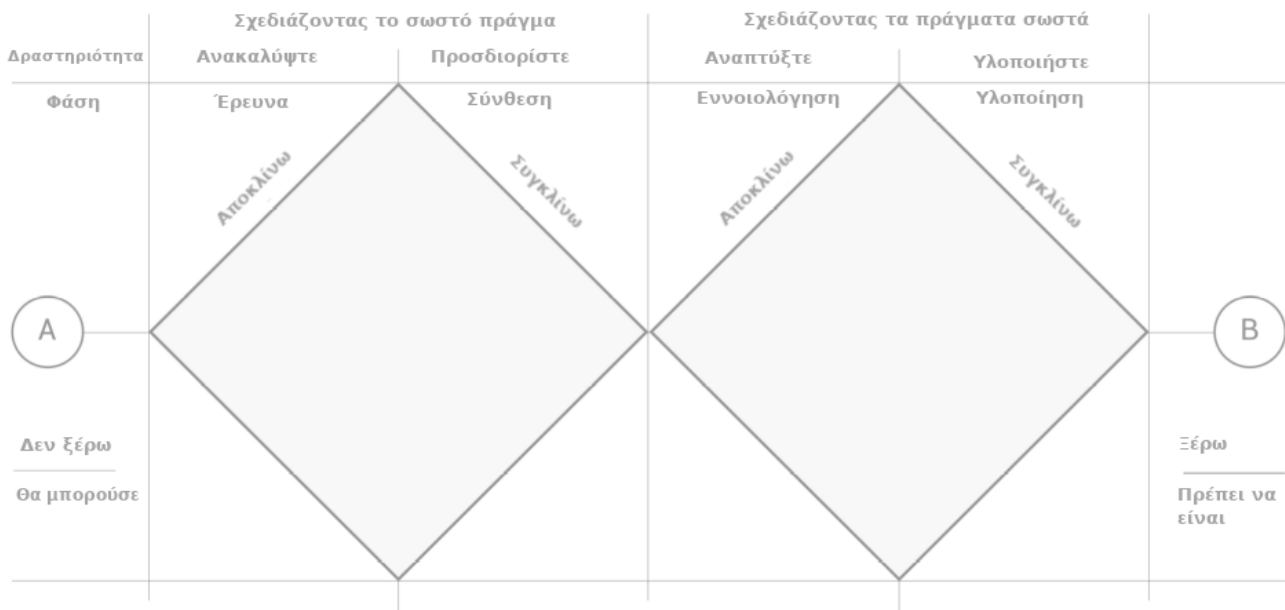 Σχεδιάζοντας το σωστό πράγμα
Σχεδιάζοντας τα πράγματα σωστά
Δραστηριότητα
Ανακαλύψτε
Προσδιορίστε
Αναπτύξτε
Υλοποιήστε
Φάση
Έρευνα
Σύνθεση
Εννοιολόγηση
Υλοποίηση
Αποκλίνω
Συγκλίνω
Αποκλίνω
Συγκλίνω
A
B
Δεν ξέρω
Θα μπορούσε
Ξέρω
Πρέπει να
είναι